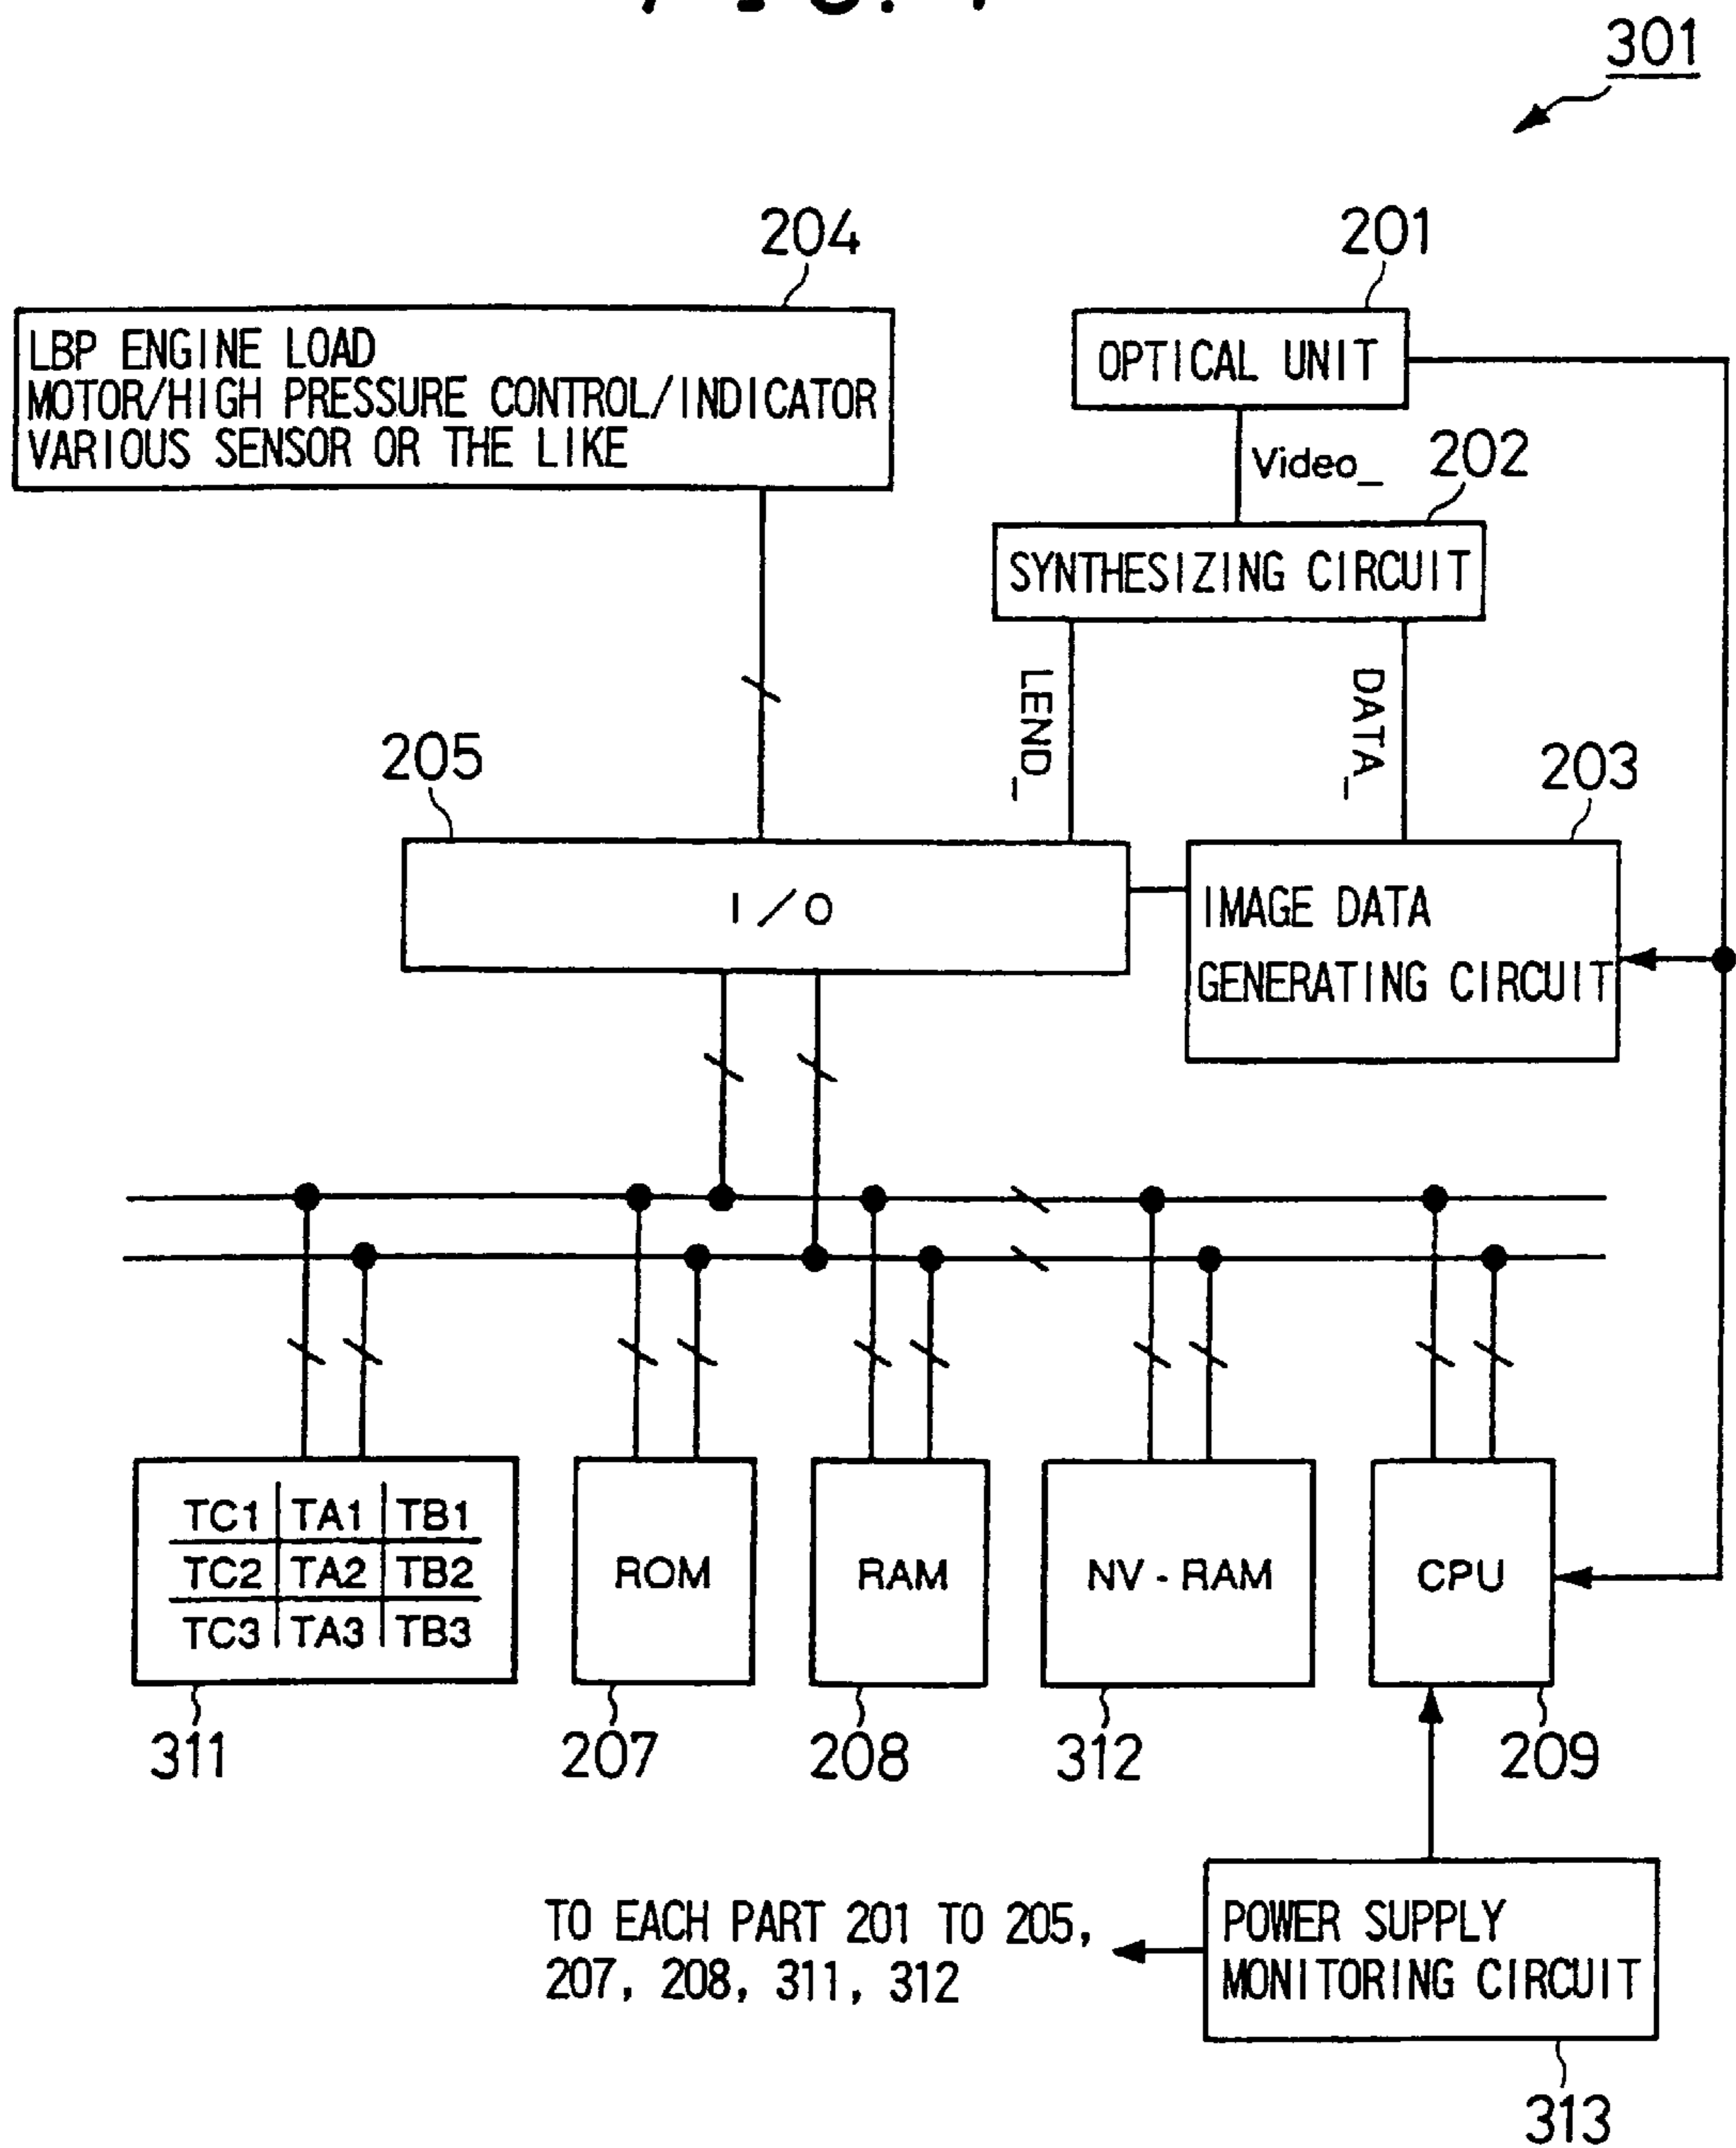 301
204
201
LBP ENGINE LOAD
MOTOR/HIGH PRESSURE CONTROL/INDICATOR
VARIOUS SENSOR OR THE LIKE
OPTICAL UNIT
Video_
202
SYNTHESIZING CIRCUIT
LEND_
DATA_
205
203
I/O
IMAGE DATA
GENERATING CIRCUIT
TC1 TA1 TB1
TC2 TA2 TB2
TC3 TA3 TB3
ROM
RAM
NV-RAM
CPU
311
207
208
312
209
TO EACH PART 201 TO 205,
207, 208, 311, 312
POWER SUPPLY
MONITORING CIRCUIT
313